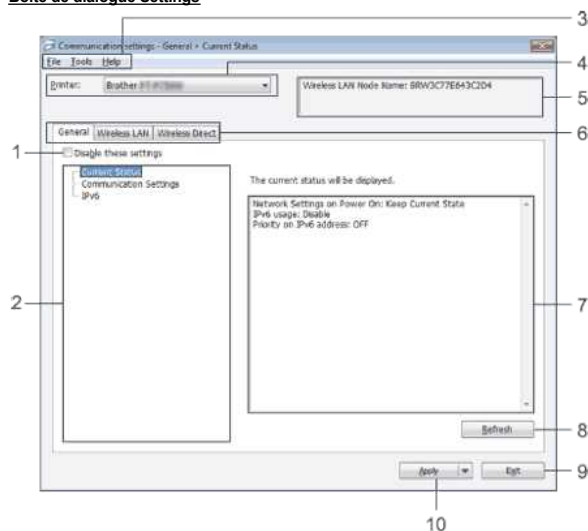 Boîte de dialogue Settings
3
Communication settings - General > Current Status
File Tools Help
4
Printer: Brother
Wireless LAN Node Name: BRW3C77E643C2D4
5
General Wireless LAN Wireless Direct
6
1
Disable these settings
Current Status
Communication Settings
IPv6
The current status will be displayed.
Network Settings on Power On: Keep Current State
IPv6 usage: Disable
Priority on IPv6 address: OFF
2
7
Refresh
8
Apply
Exit
9
10